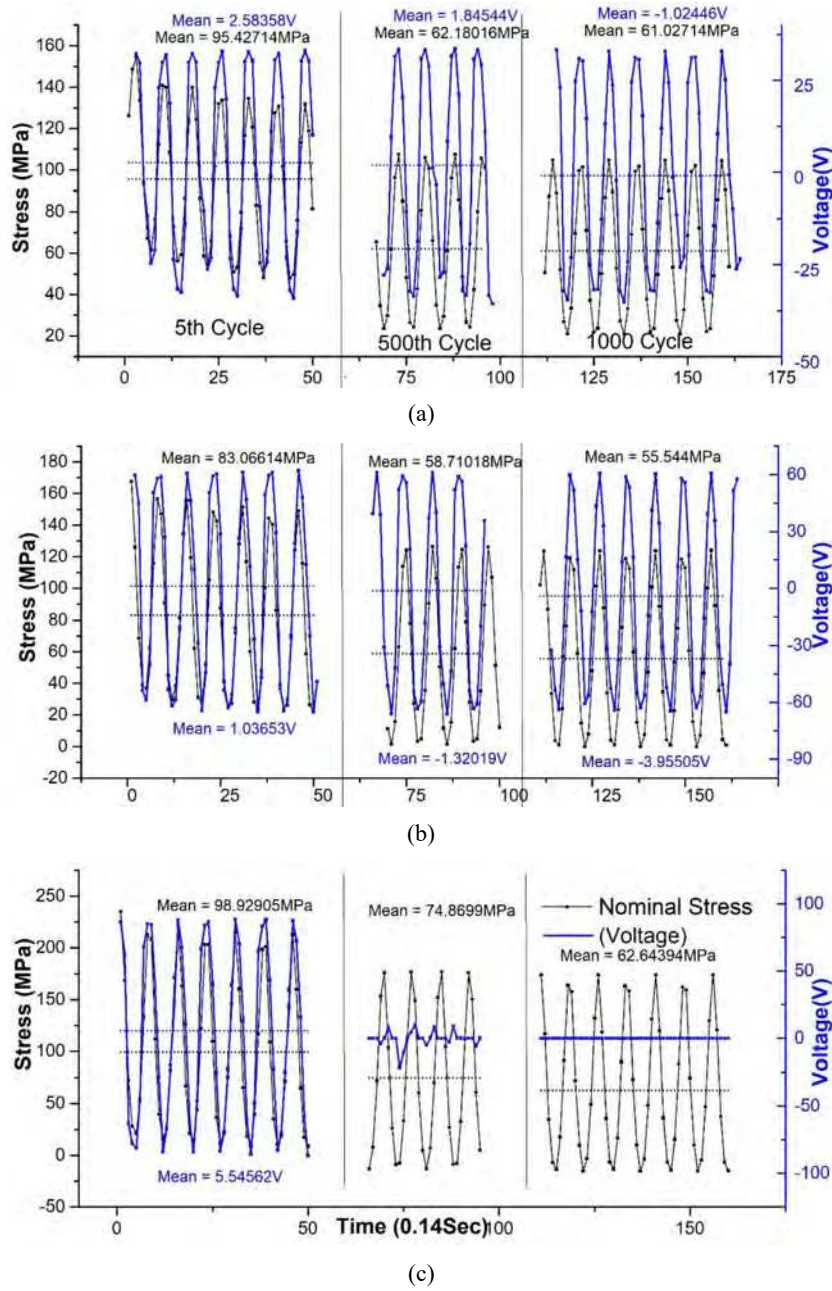 Mean = 2.58358V
Mean = 95.42714MPa
Mean = 1.84544V
Mean = 62.18016MPa
Mean = -1.02446V
Mean = 61.02714MPa
Stress (MPa)
160
140
120
100
80
60
40
20
5th Cycle
500th Cycle
1000 Cycle
25
0
-25
-50
Voltage(V)
0
25
50
75
100
125
150
175
(a)
Mean = 83.06614MPa
Mean = 58.71018MPa
Mean = 55.544MPa
Stress (MPa)
180
160
140
120
100
80
60
40
20
0
-20
Mean = 1.03653V
Mean = -1.32019V
Mean = -3.95505V
60
30
0
-30
-60
-90
Voltage(V)
0
25
50
75
100
125
150
(b)
Mean = 98.92905MPa
Mean = 74.8699MPa
Nominal Stress
(Voltage)
Mean = 62.64394MPa
Stress (MPa)
250
200
150
100
50
0
-50
Mean = 5.54562V
100
50
0
-50
-100
Voltage(V)
0
50
Time (0.14Sec)
100
150
(c)